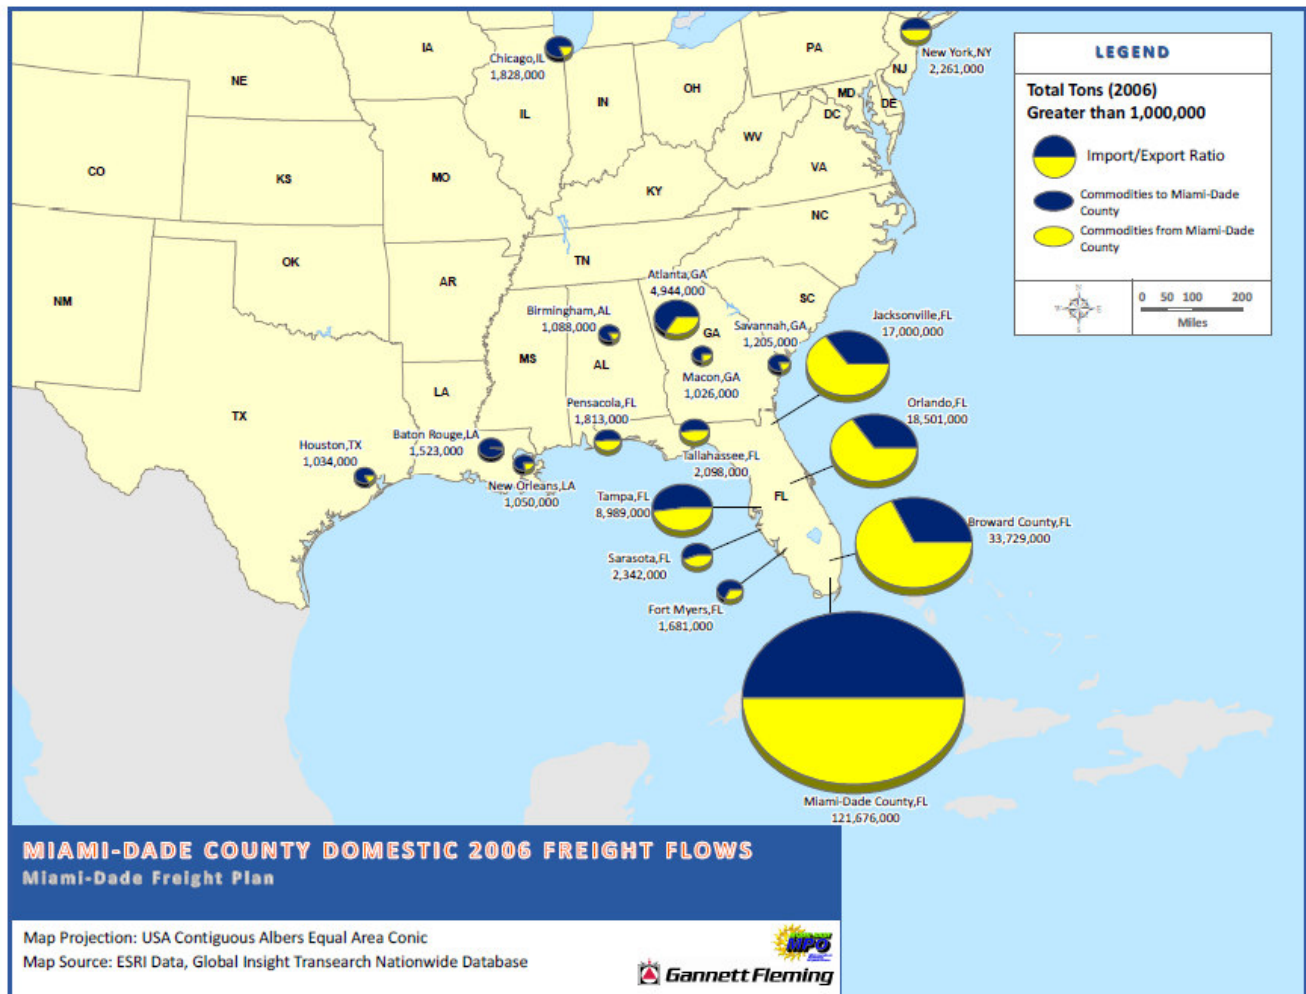 IA
PA
New York,NY
2,261,000
Chicago,IL
1,828,000
NE
NJ
OH
MD
DE
IN
IL
DC
WV
VA
CO
KS
MO
KY
NC
TN
OK
AR
NM
SC
Atlanta,GA
4,944,000
Birmingham,AL
1,088,000
GA
Savannah,GA
1,205,000
Jacksonville,FL
17,000,000
MS
AL
Macon,GA
1,026,000
LA
TX
Pensacola,FL
1,813,000
Orlando,FL
18,501,000
Baton Rouge,LA
1,523,000
Houston,TX
1,034,000
Tallahassee,FL
2,098,000
New Orleans,LA
1,050,000
Tampa,FL
8,989,000
FL
Broward County,FL
33,729,000
Sarasota,FL
2,342,000
Fort Myers,FL
1,681,000
Miami-Dade County,FL
121,676,000
LEGEND
Total Tons (2006)
Greater than 1,000,000
Import/Export Ratio
Commodities to Miami-Dade
County
Commodities from Miami-Dade
County
0 50 100 200
Miles
MIAMI-DADE COUNTY DOMESTIC 2006 FREIGHT FLOWS
Miami-Dade Freight Plan
Map Projection: USA Contiguous Albers Equal Area Conic
Map Source: ESRI Data, Global Insight Transearch Nationwide Database
MPO
Gannett Fleming